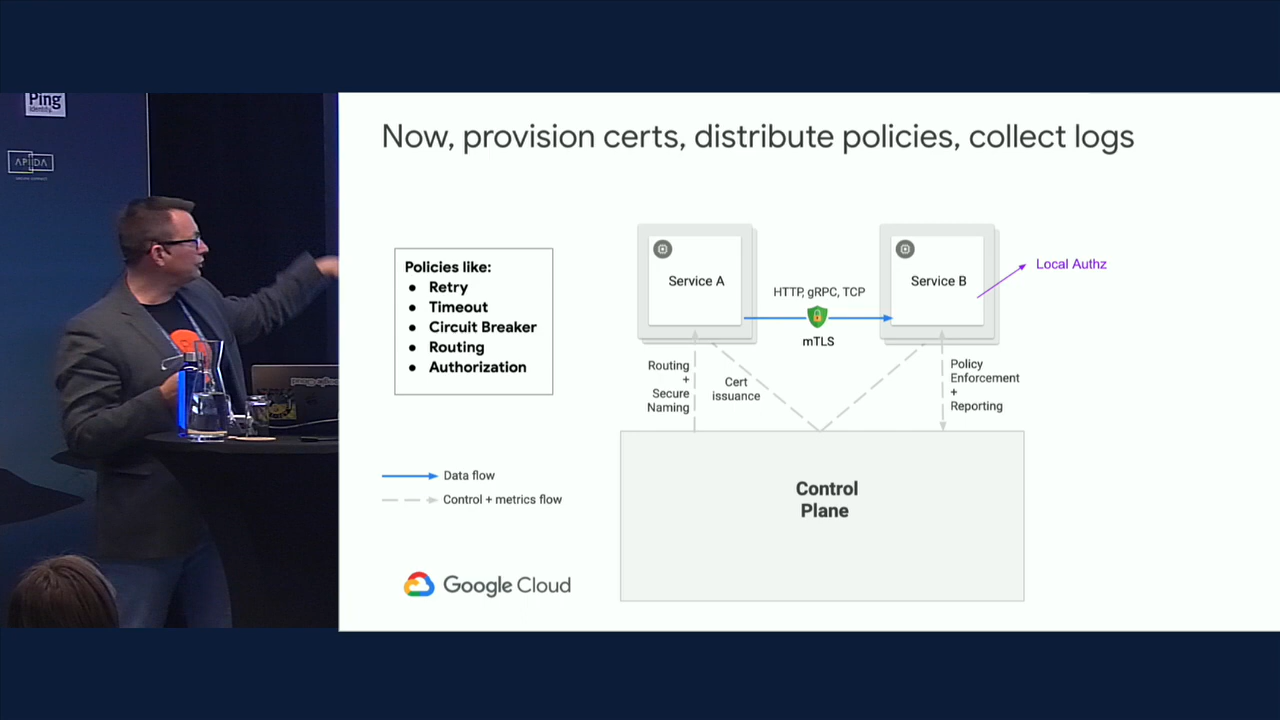 Ping
Identity
APIDA
Now, provision certs, distribute policies, collect logs
Policies like:
● Retry
● Timeout
● Circuit Breaker
● Routing
● Authorization
Service A
HTTP, gRPC, TCP
mTLS
Service B
Local Authz
Routing
+
Secure
Naming
Cert
issuance
Policy
Enforcement
+
Reporting
Data flow
Control + metrics flow
Control
Plane
Google Cloud